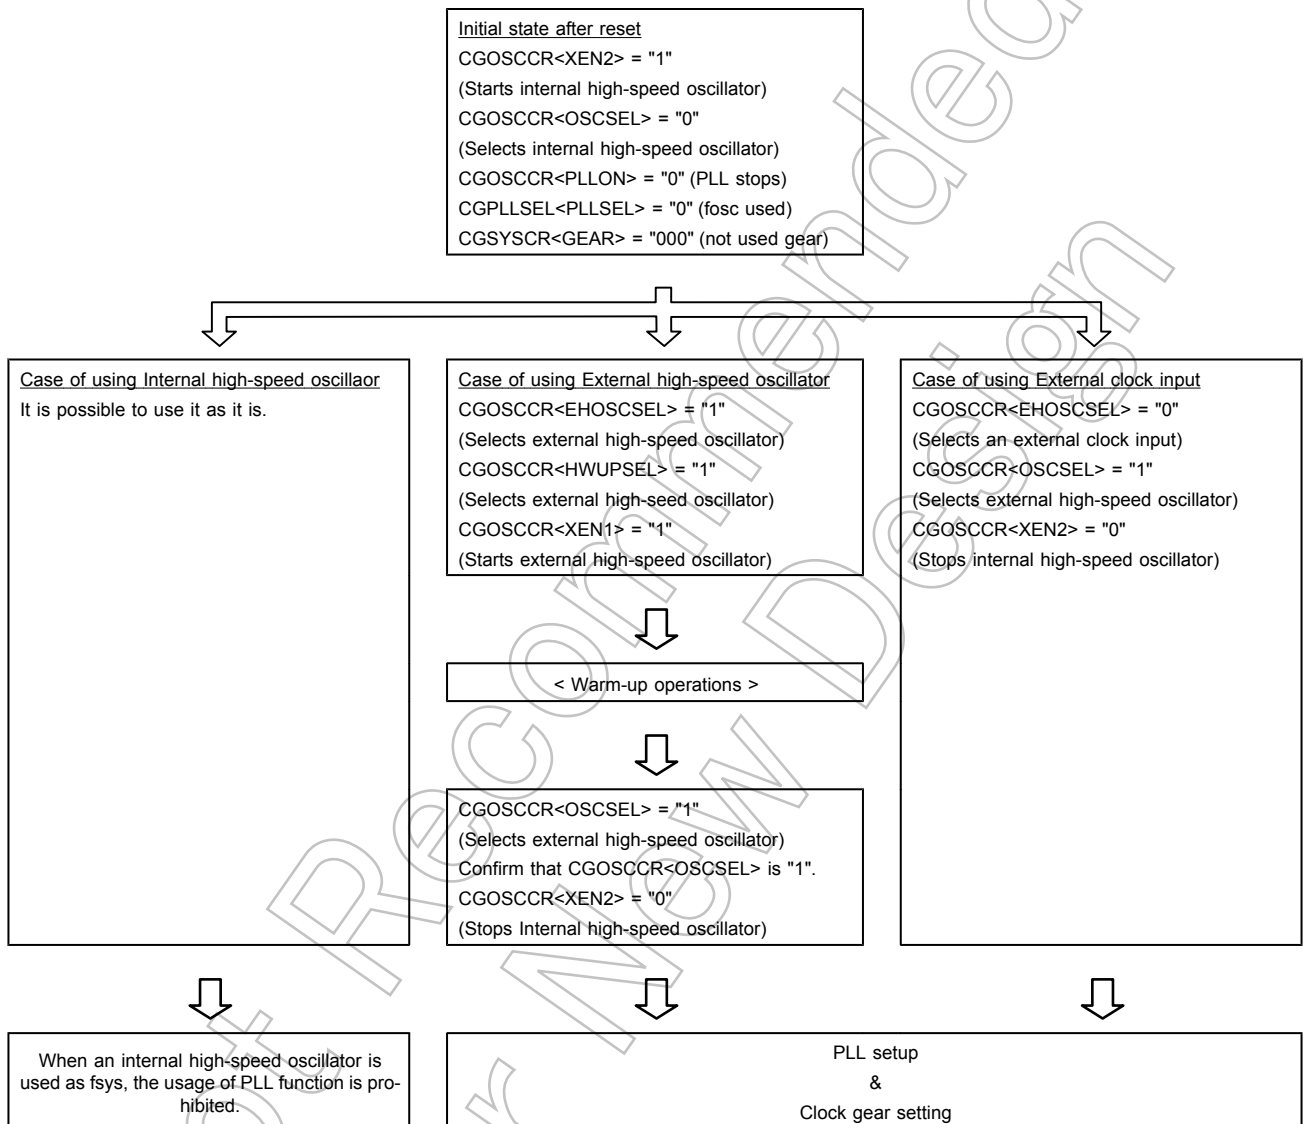 Initial state after reset
CGOSCCR<XEN2> = "1"
(Starts internal high-speed oscillator)
CGOSCCR<OSCSEL> = "0"
(Selects internal high-speed oscillator)
CGOSCCR<PLLON> = "0" (PLL stops)
CGPLLSEL<PLLSEL> = "0" (fosc used)
CGSYSCR<GEAR> = "000" (not used gear)
Case of using Internal high-speed oscillaor
It is possible to use it as it is.
Case of using External high-speed oscillator
CGOSCCR<EHOSCSEL> = "1"
(Selects external high-speed oscillator)
CGOSCCR<HWUPSEL> = "1"
(Selects external high-seed oscillator)
CGOSCCR<XEN1> = "1"
(Starts external high-speed oscillator)
Case of using External clock input
CGOSCCR<EHOSCSEL> = "0"
(Selects an external clock input)
CGOSCCR<OSCSEL> = "1"
(Selects external high-speed oscillator)
CGOSCCR<XEN2> = "0"
(Stops internal high-speed oscillator)
< Warm-up operations >
CGOSCCR<OSCSEL> = "1"
(Selects external high-speed oscillator)
Confirm that CGOSCCR<OSCSEL> is "1".
CGOSCCR<XEN2> = "0"
(Stops Internal high-speed oscillator)
When an internal high-speed oscillator is
used as fsys, the usage of PLL function is pro-
hibited.
PLL setup
&
Clock gear setting
Not Recommended
for New Design